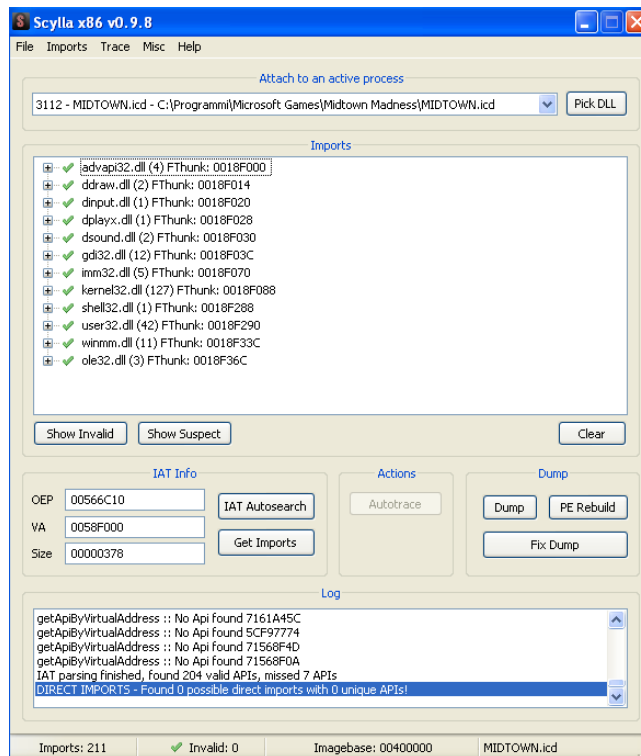 Scylla x86 v0.9.8
File Imports Trace Misc Help
Attach to an active process
3112 - MIDTOWN.icd - C:\Programmi\Microsoft Games\Midtown Madness\MIDTOWN.icd
Pick DLL
Imports
advapi32.dll (4) FThunk: 0018F000
ddraw.dll (2) FThunk: 0018F014
dinput.dll (1) FThunk: 0018F020
dplayx.dll (1) FThunk: 0018F028
dsound.dll (2) FThunk: 0018F030
gdi32.dll (12) FThunk: 0018F03C
imm32.dll (5) FThunk: 0018F070
kernel32.dll (127) FThunk: 0018F088
shell32.dll (1) FThunk: 0018F288
user32.dll (42) FThunk: 0018F290
winmm.dll (11) FThunk: 0018F33C
ole32.dll (3) FThunk: 0018F36C
Show Invalid Show Suspect Clear
IAT Info Actions Dump
OEP 00566C10 IAT Autosearch Autotrace Dump PE Rebuild
VA 0058F000
Size 00000378 Get Imports Fix Dump
Log
getApiByVirtualAddress :: No Api found 7161A45C
getApiByVirtualAddress :: No Api found 5CF97774
getApiByVirtualAddress :: No Api found 71568F4D
getApiByVirtualAddress :: No Api found 71568F0A
IAT parsing finished, found 204 valid APIs, missed 7 APIs
DIRECT IMPORTS - Found 0 possible direct imports with 0 unique APIs!
Imports: 211 Invalid: 0 Imagebase: 00400000 MIDTOWN.icd